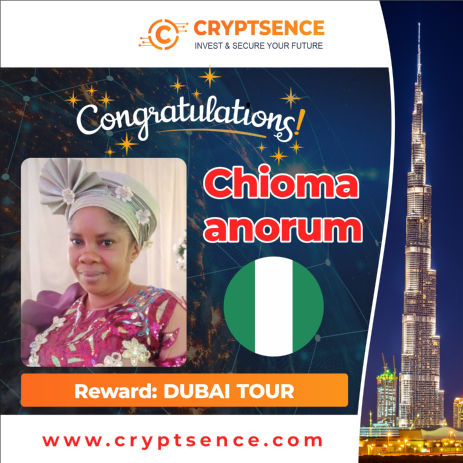 CRYPTSENCE
INVEST & SECURE YOUR FUTURE
Congratulations!
Chioma
anorum
Reward: DUBAI TOUR
www.cryptsence.com